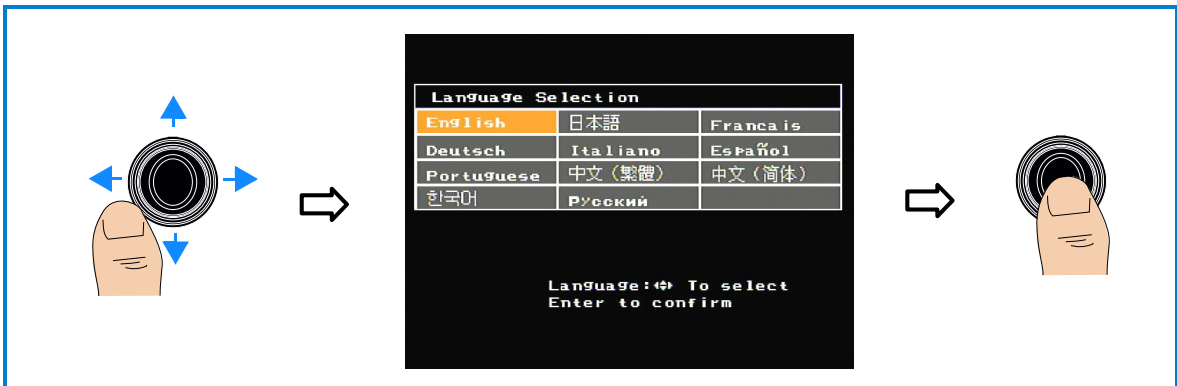 Language Selection
English 日本語 Francais
Deutsch Italiano Español
Portuguese 中文（繁體） 中文（简体）
한국어 Русский
Language: To select
Enter to confirm